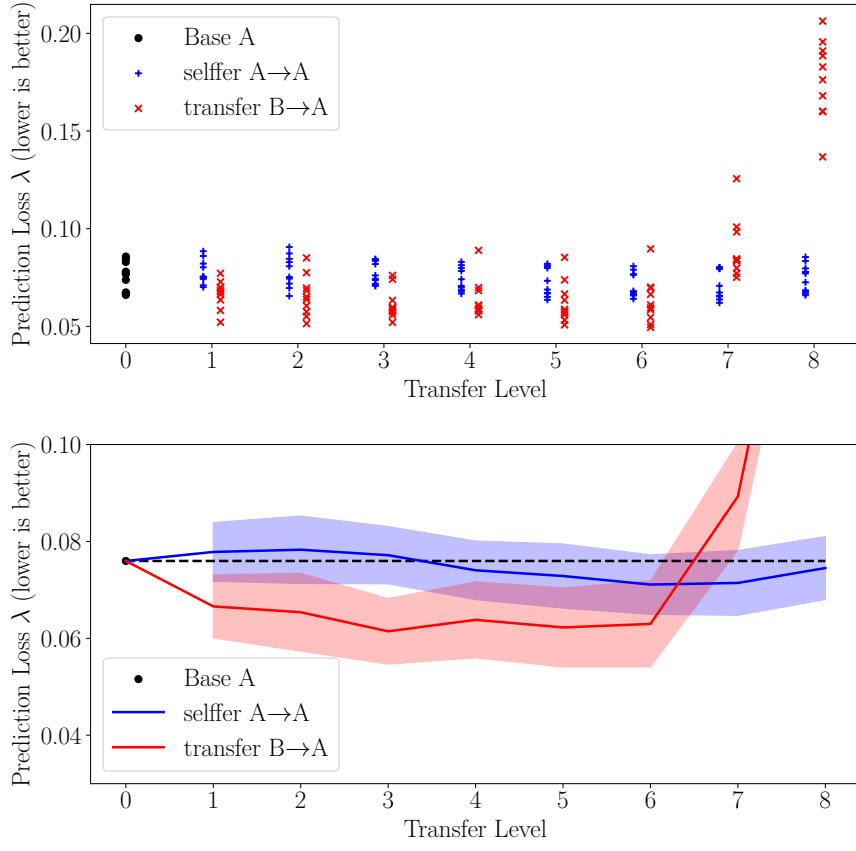 Prediction Loss λ (lower is better)
0.20
0.15
0.10
0.05
Base A
selffer A→A
transfer B→A
0 1 2 3 4 5 6 7 8
Transfer Level
Prediction Loss λ (lower is better)
0.10
0.08
0.06
0.04
Base A
selffer A→A
transfer B→A
0 1 2 3 4 5 6 7 8
Transfer Level